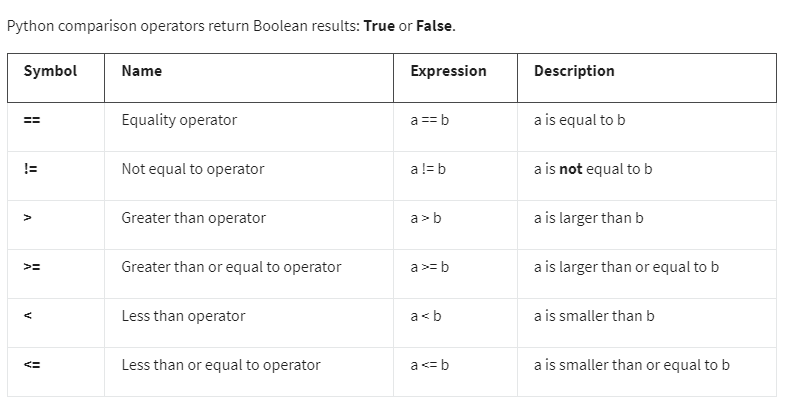 Python comparison operators return Boolean results: True or False.
Symbol Name Expression Description
== Equality operator a == b a is equal to b
!= Not equal to operator a != b a is not equal to b
> Greater than operator a > b a is larger than b
>= Greater than or equal to operator a >= b a is larger than or equal to b
< Less than operator a < b a is smaller than b
<= Less than or equal to operator a <= b a is smaller than or equal to b